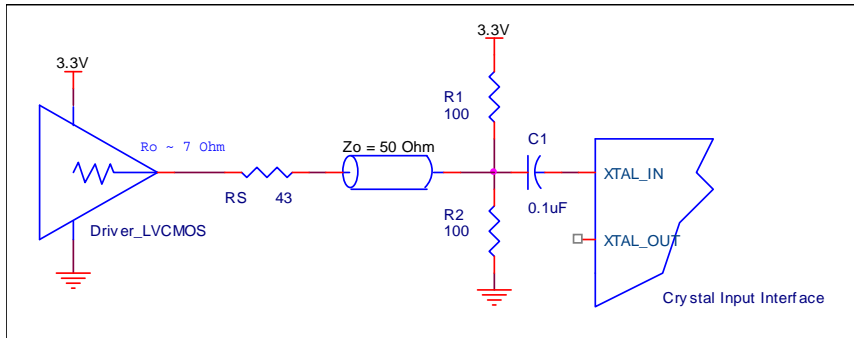 3.3V
3.3V
R1
100
Ro ~ 7 Ohm
Zo = 50 Ohm
C1
XTAL_IN
RS 43
0.1uF
R2
100
Driver_LVCMOS
XTAL_OUT
Crystal Input Interface